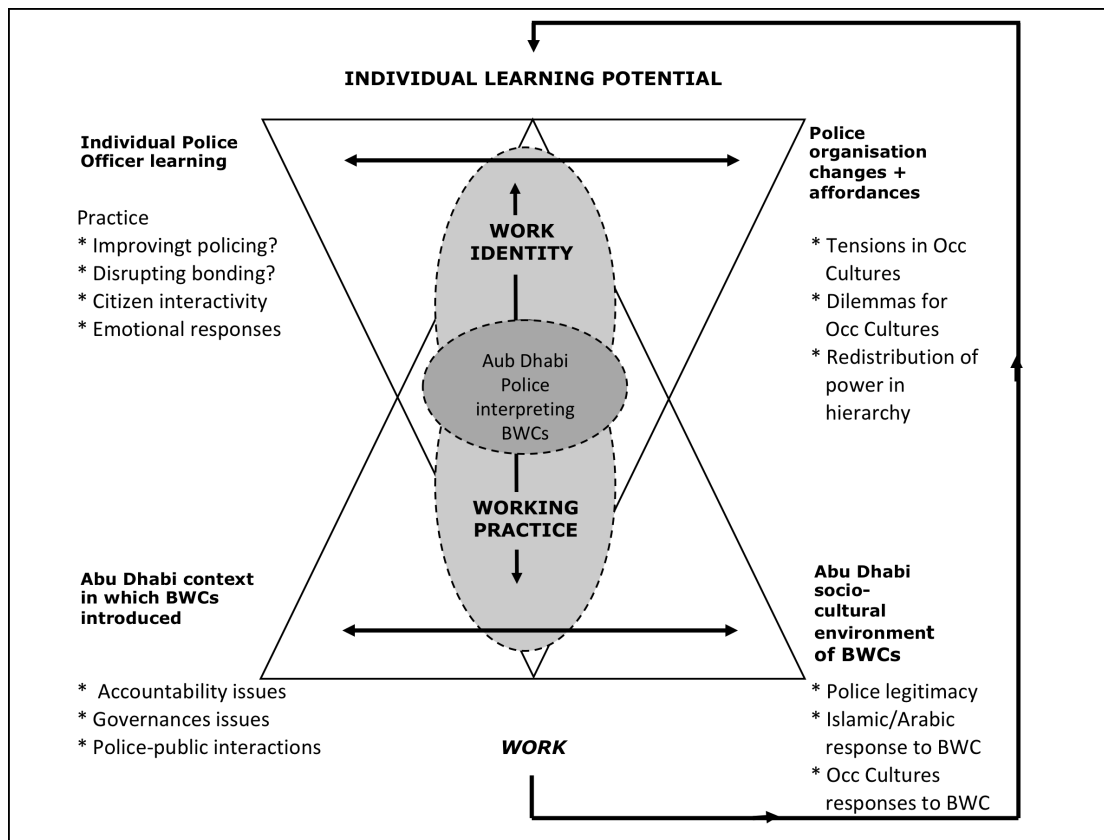 INDIVIDUAL LEARNING POTENTIAL
Individual Police
Officer learning
Practice
* Improvingt policing?
* Disrupting bonding?
* Citizen interactivity
* Emotional responses
Police
organisation
changes +
affordances
* Tensions in Occ
Cultures
* Dilemmas for
Occ Cultures
* Redistribution of
power in
hierarchy
WORK
IDENTITY
Aub Dhabi
Police
interpreting
BWCs
WORKING
PRACTICE
Abu Dhabi context
in which BWCs
introduced
* Accountability issues
* Governances issues
* Police-public interactions
Abu Dhabi
socio-
cultural
environment
of BWCs
* Police legitimacy
* Islamic/Arabic
response to BWC
* Occ Cultures
responses to BWC
WORK